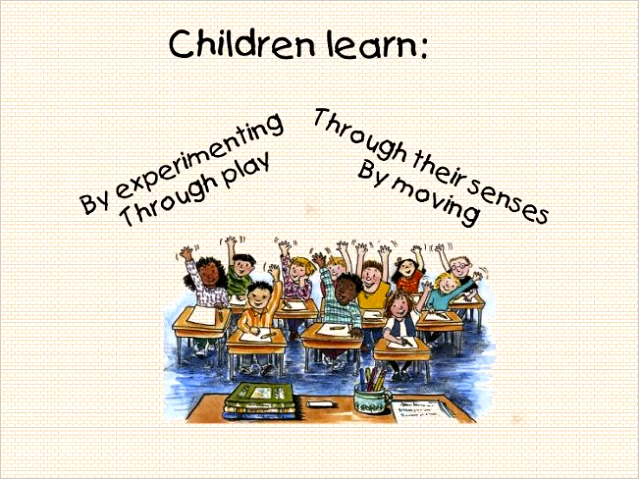 Children learn:
By experimenting
Through play
Through their senses
By moving